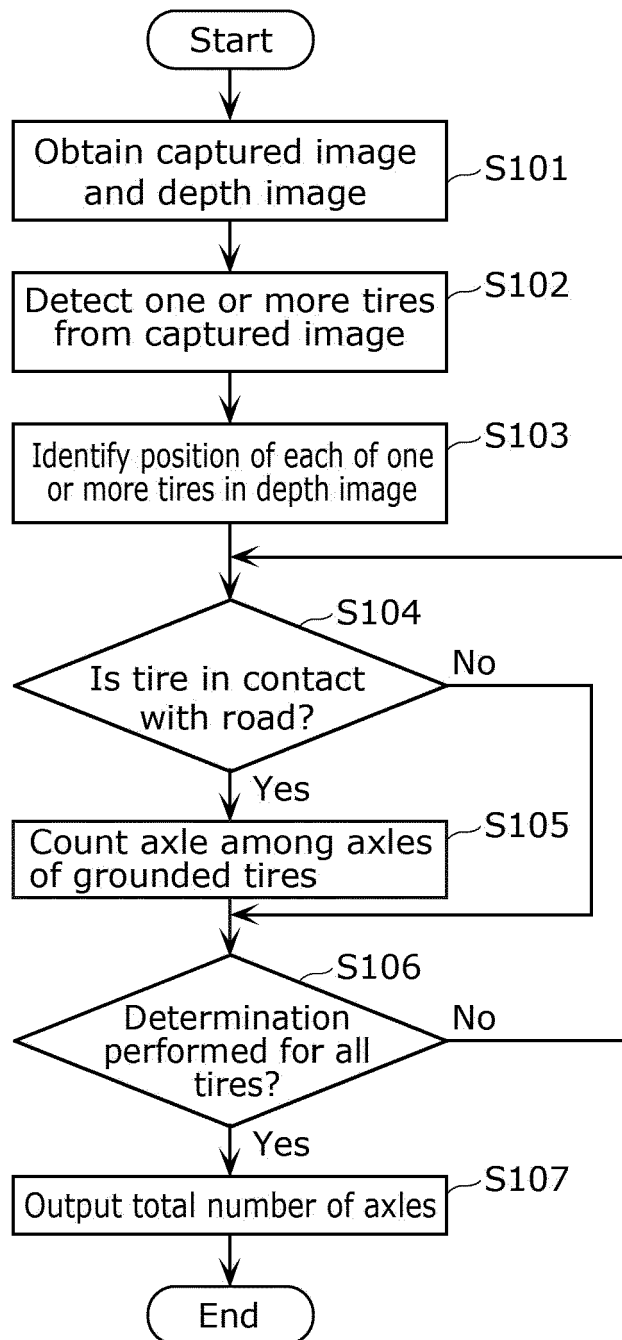 Start
Obtain captured image
and depth image
S101
Detect one or more tires
from captured image
S102
Identify position of each of one
or more tires in depth image
S103
Is tire in contact
with road?
S104
No
Yes
Count axle among axles
of grounded tires
S105
Determination
performed for all
tires?
S106
No
Yes
Output total number of axles
S107
End